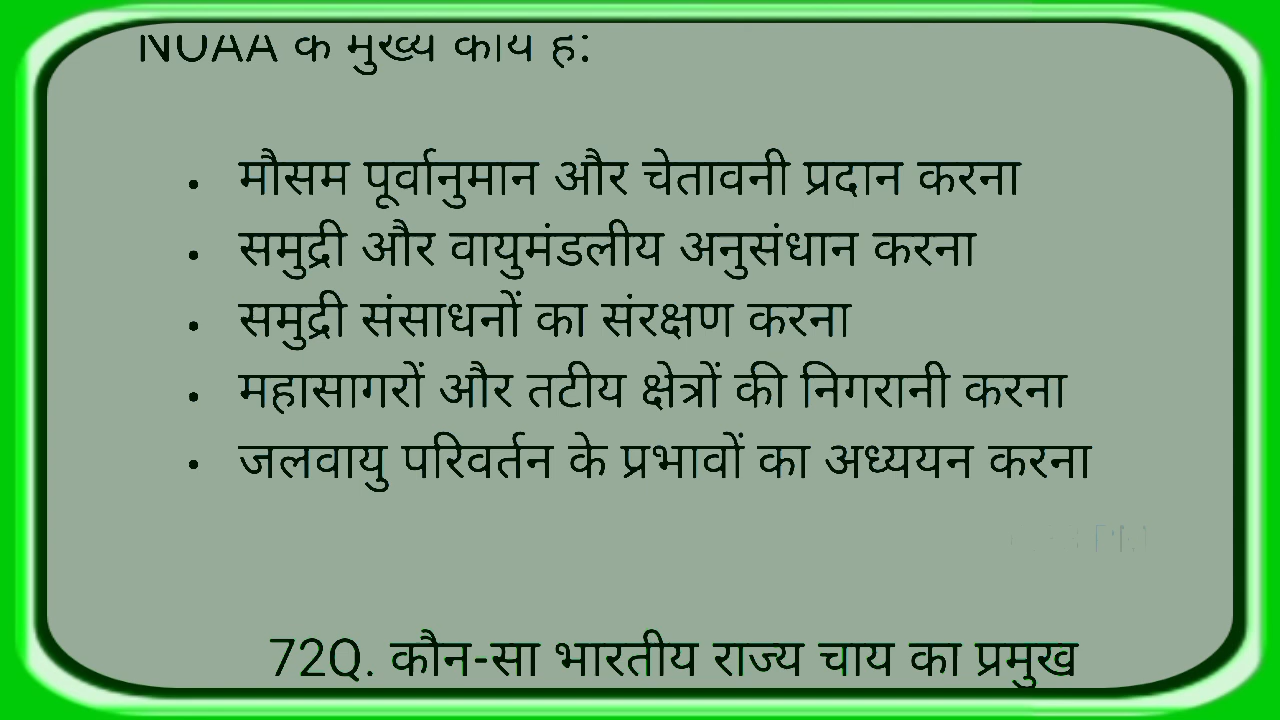 NOAA के मुख्य कार्य हैं:
• मौसम पूर्वानुमान और चेतावनी प्रदान करना
• समुद्री और वायुमंडलीय अनुसंधान करना
• समुद्री संसाधनों का संरक्षण करना
• महासागरों और तटीय क्षेत्रों की निगरानी करना
• जलवायु परिवर्तन के प्रभावों का अध्ययन करना
72Q. कौन-सा भारतीय राज्य चाय का प्रमुख